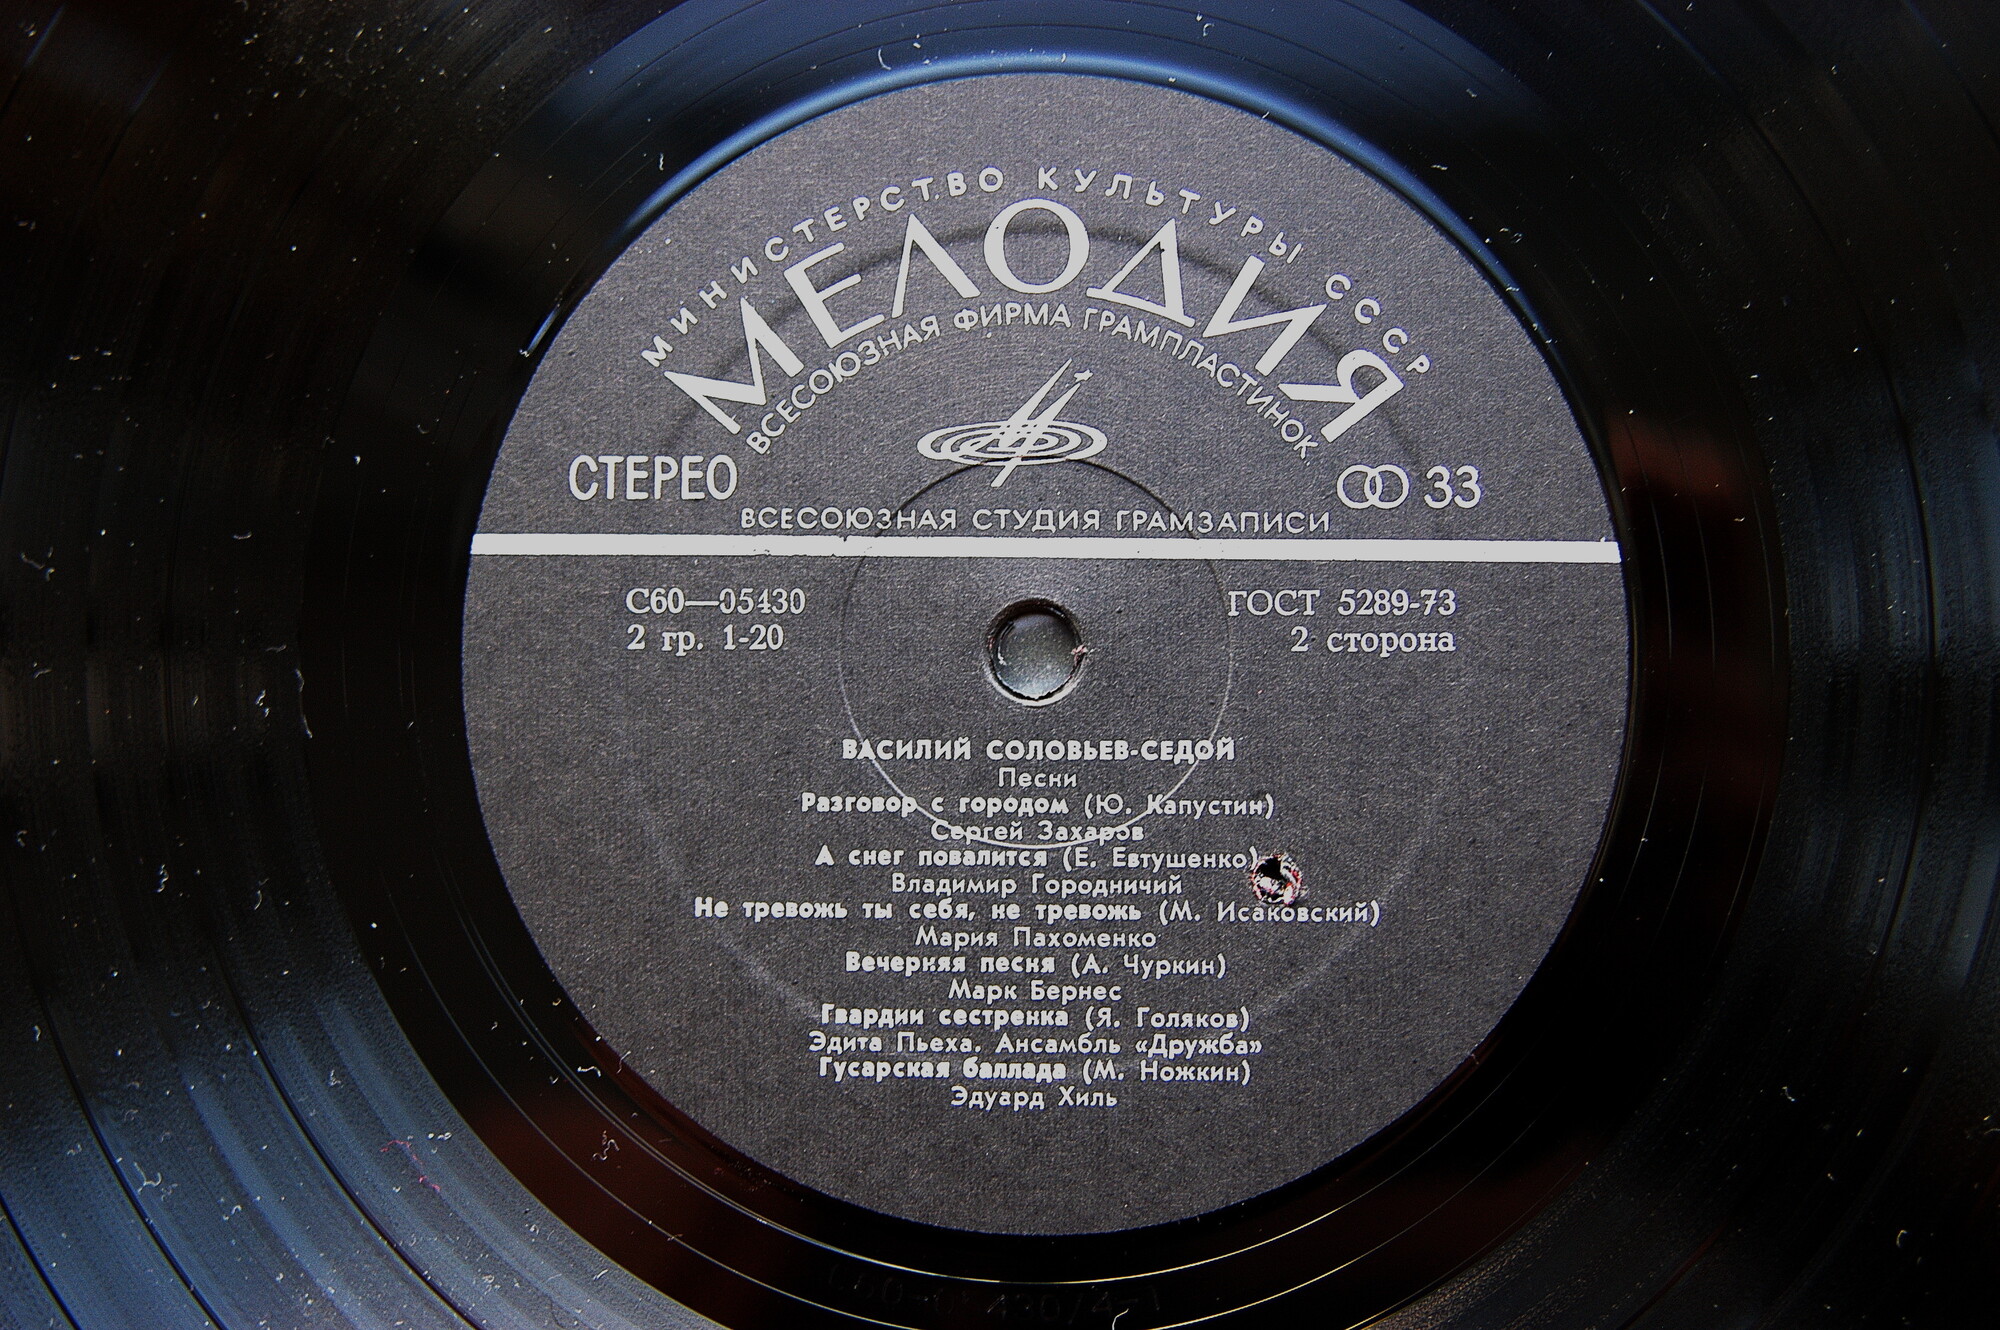 МИНИСТЕРСТВО КУЛЬТУРЫ СССР
МЕЛОДИЯ
ВСЕСОЮЗНАЯ ФИРМА ГРАМПЛАСТИНОК
СТЕРЕО
33
ВСЕСОЮЗНАЯ СТУДИЯ ГРАМЗАПИСИ
С60—05430
ГОСТ 5289-73
2 гр. 1-20
2 сторона
ВАСИЛИЙ СОЛОВЬЕВ-СЕДОЙ
Песни
Разговор с городом (Ю. Капустин)
Сергей Захаров
А снег повалится (Е. Евтушенко)
Владимир Городничий
Не тревожь ты себя, не тревожь (М. Исаковский)
Мария Пахоменко
Вечерняя песня (А. Чуркин)
Марк Бернес
Гвардии сестренка (Я. Голяков)
Эдита Пьеха. Ансамбль «Дружба»
Гусарская баллада (М. Ножкин)
Эдуард Хиль